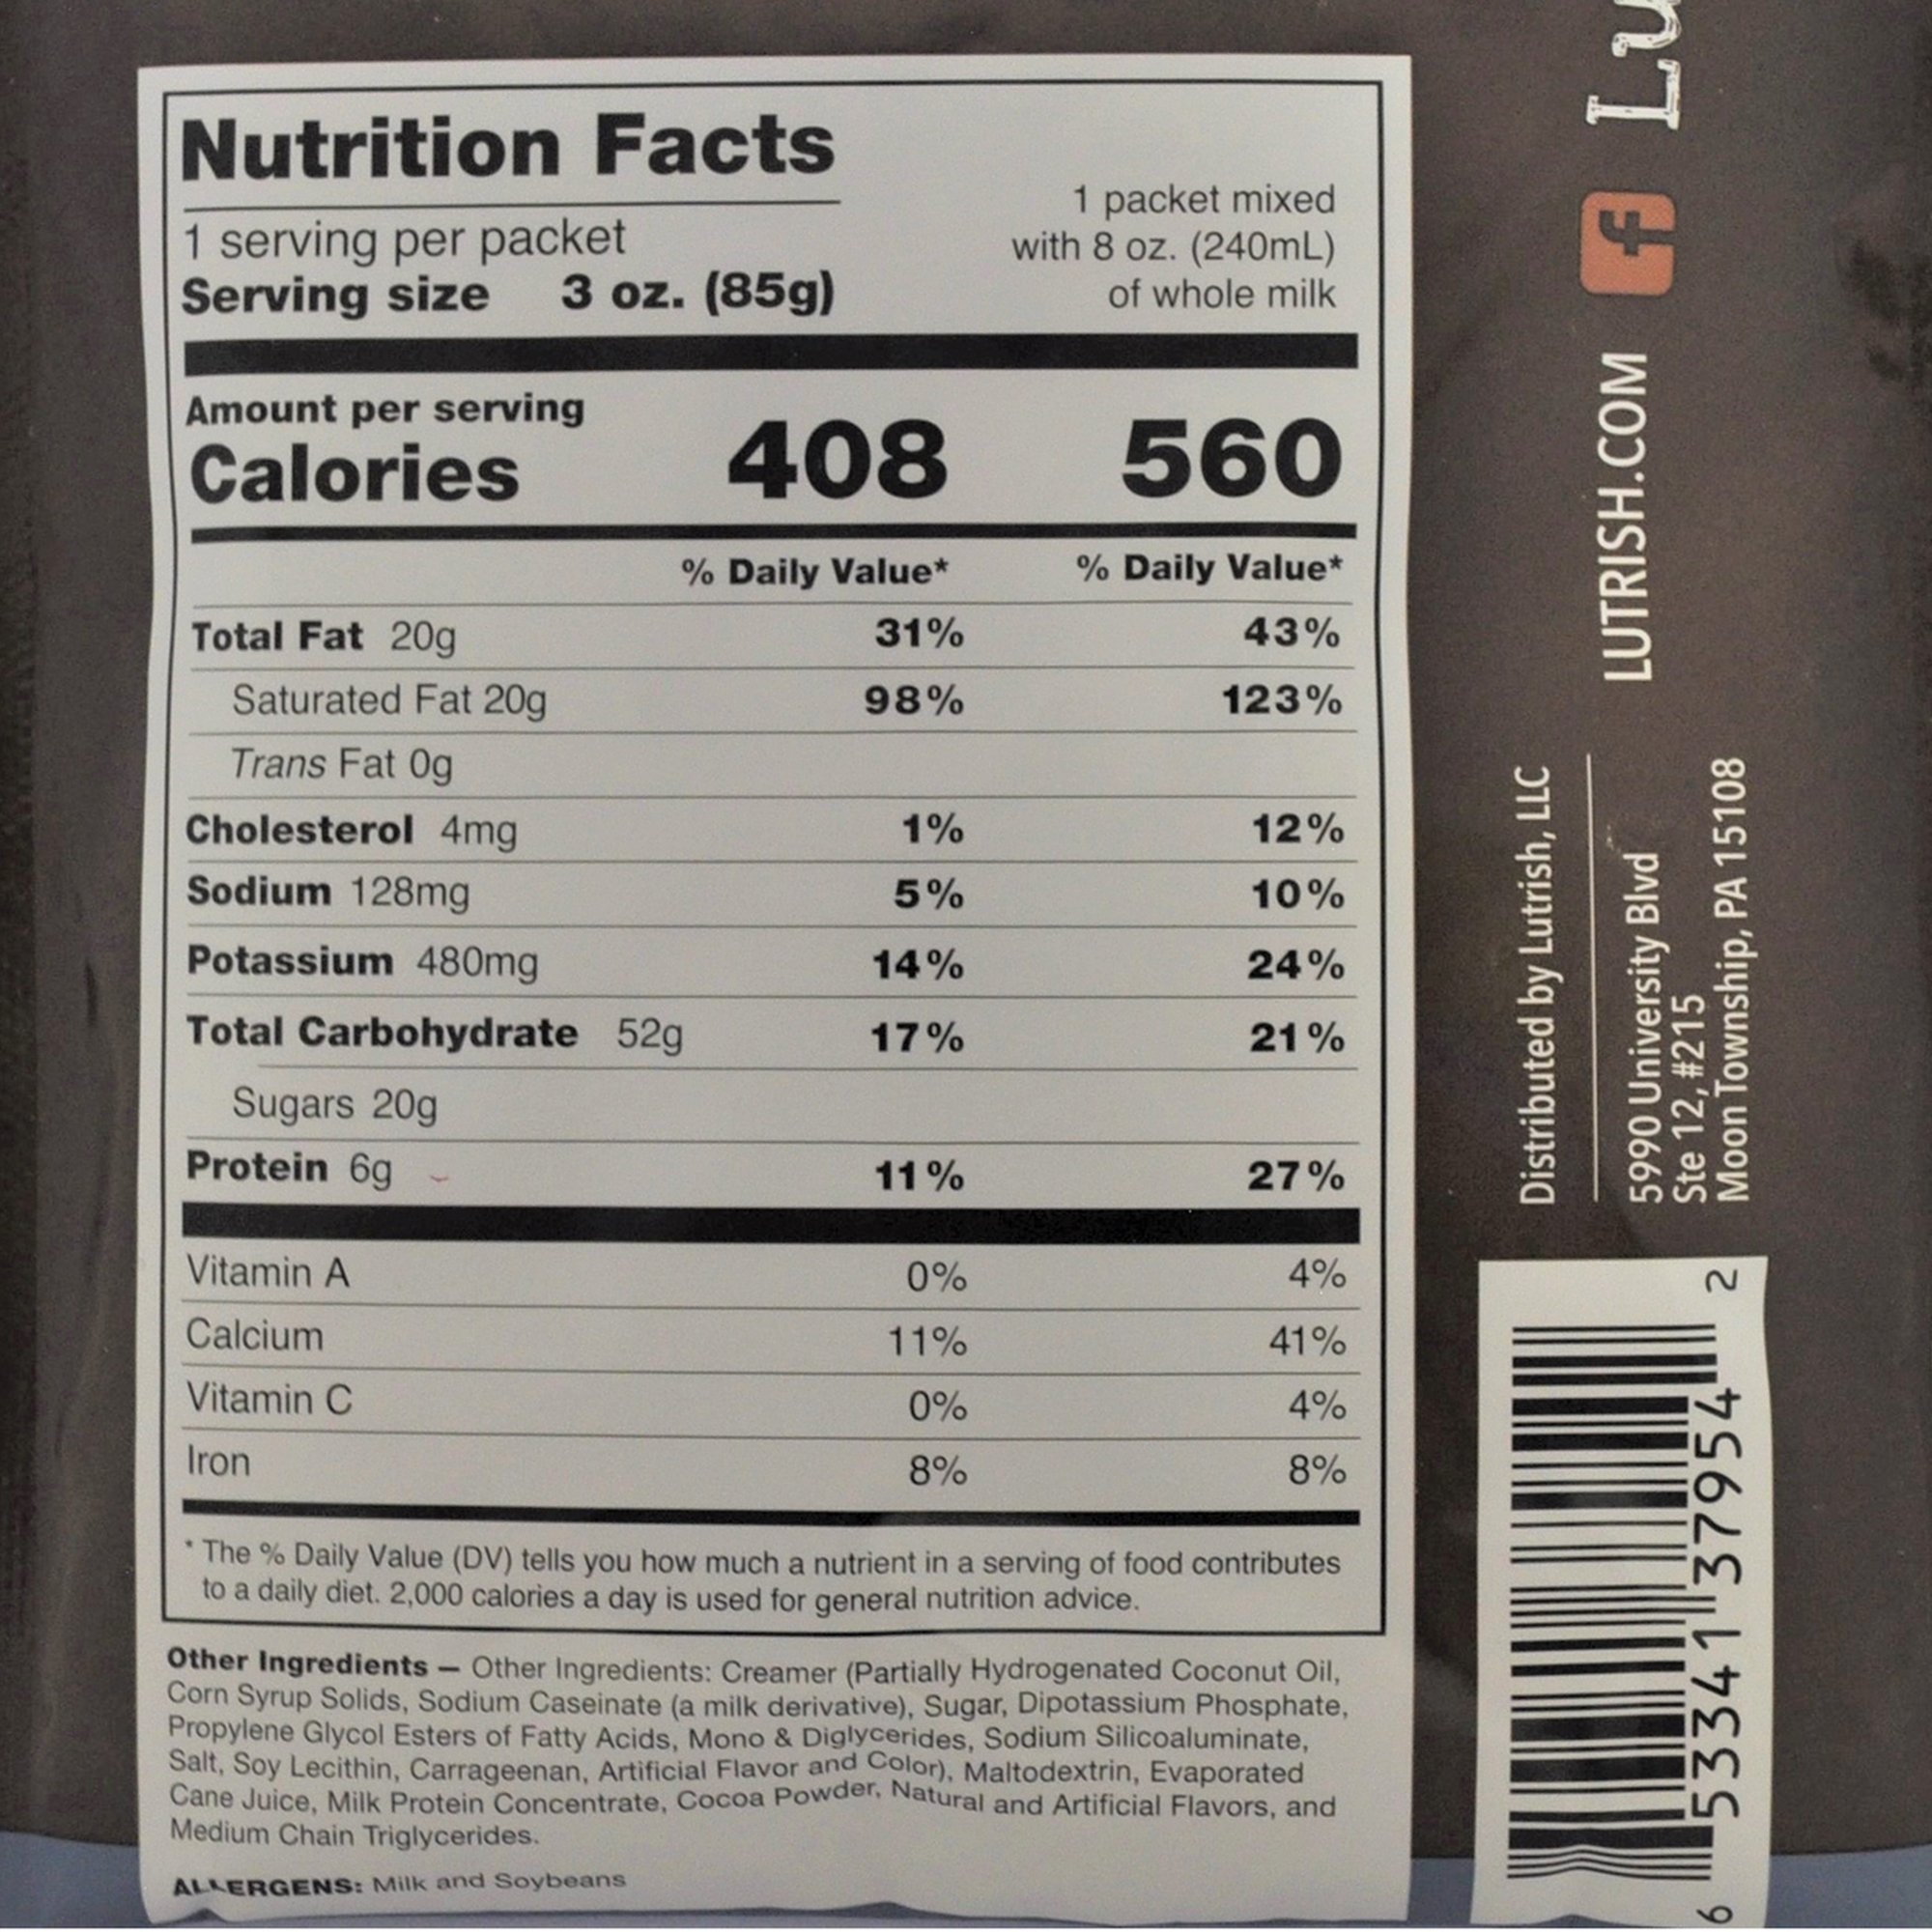 Nutrition Facts
1 serving per packet
Serving size 3 oz. (85g)
1 packet mixed
with 8 oz. (240mL)
of whole milk
Amount per serving
Calories 408 560
% Daily Value* % Daily Value*
Total Fat 20g 31% 43%
Saturated Fat 20g 98% 123%
Trans Fat 0g
Cholesterol 4mg 1% 12%
Sodium 128mg 5% 10%
Potassium 480mg 14% 24%
Total Carbohydrate 52g 17% 21%
Sugars 20g
Protein 6g 11% 27%
Vitamin A 0% 4%
Calcium 11% 41%
Vitamin C 0% 4%
Iron 8% 8%
* The % Daily Value (DV) tells you how much a nutrient in a serving of food contributes
to a daily diet. 2,000 calories a day is used for general nutrition advice.
Other Ingredients – Other Ingredients: Creamer (Partially Hydrogenated Coconut Oil,
Corn Syrup Solids, Sodium Caseinate (a milk derivative), Sugar, Dipotassium Phosphate,
Propylene Glycol Esters of Fatty Acids, Mono & Diglycerides, Sodium Silicoaluminate,
Salt, Soy Lecithin, Carrageenan, Artificial Flavor and Color), Maltodextrin, Evaporated
Cane Juice, Milk Protein Concentrate, Cocoa Powder, Natural and Artificial Flavors, and
Medium Chain Triglycerides.
ALLERGENS: Milk and Soybeans
f Lu
LUTRISH.COM
Distributed by Lutrish, LLC
5990 University Blvd
Ste 12, #215
Moon Township, PA 15108
6 53341 37954 2